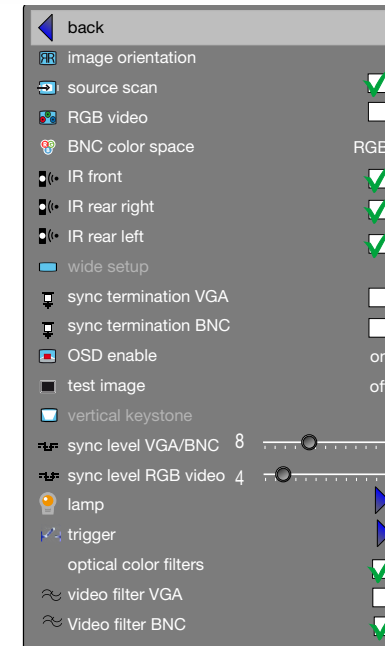 back
image orientation
source scan
RGB video
BNC color space RGB
IR front
IR rear right
IR rear left
wide setup
sync termination VGA
sync termination BNC
OSD enable
test image
vertical keystone
sync level VGA/BNC 8
sync level RGB video 4
lamp
trigger
optical color filters
video filter VGA
Video filter BNC